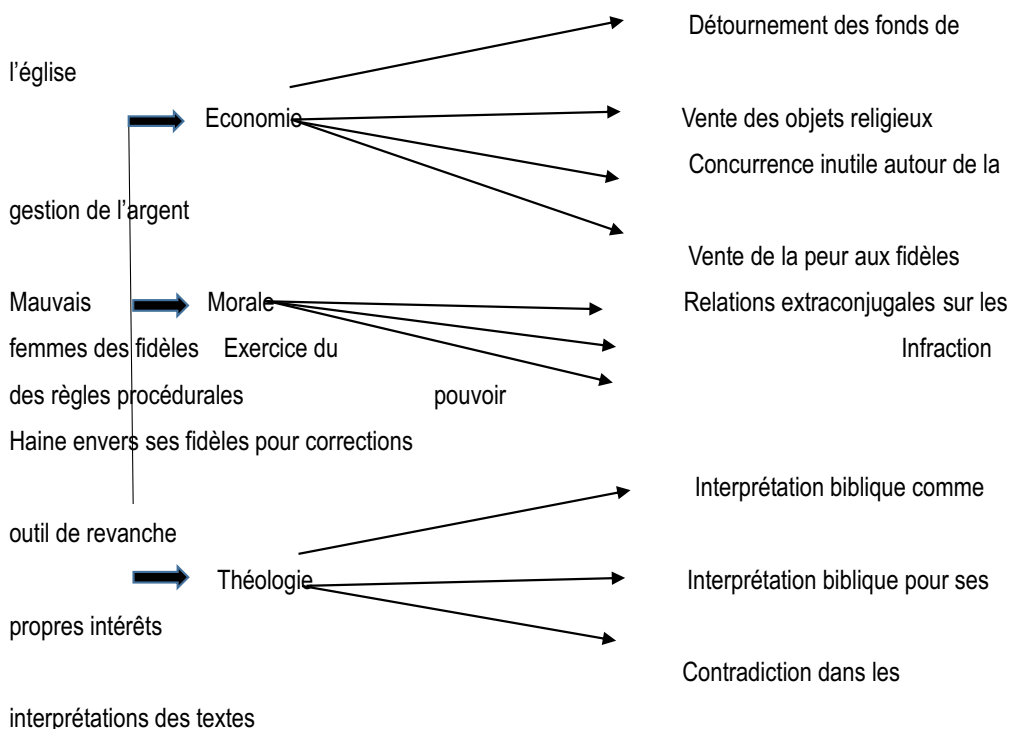 Détournement des fonds de
l’église
Economie Vente des objets religieux
Concurrence inutile autour de la
gestion de l’argent
Vente de la peur aux fidèles
Mauvais Morale Relations extraconjugales sur les
femmes des fidèles Exercice du Infraction
des règles procédurales pouvoir
Haine envers ses fidèles pour corrections
Interprétation biblique comme
outil de revanche
Théologie Interprétation biblique pour ses
propres intérêts
Contradiction dans les
interprétations des textes